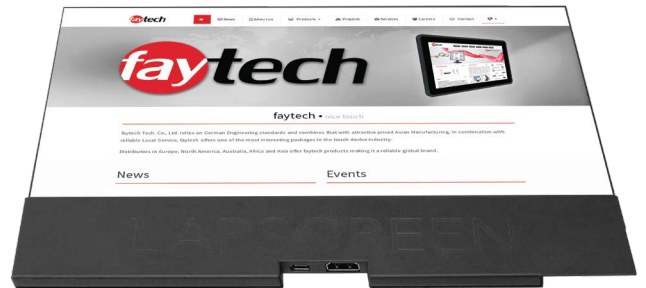 faytech News About Us Products Projects Services Careers Contact
faytech
faytech • nice touch
faytech Tech. Co., Ltd. relies on German Engineering standards and combines that with attractive priced Asian Manufacturing, in combination with
reliable Local Service, faytech offers one of the most interesting packages in the touch device industry.
Distributors in Europe, North America, Australia, Africa and Asia offer faytech products making it a reliable global brand.
News Events
LAPSCREEN